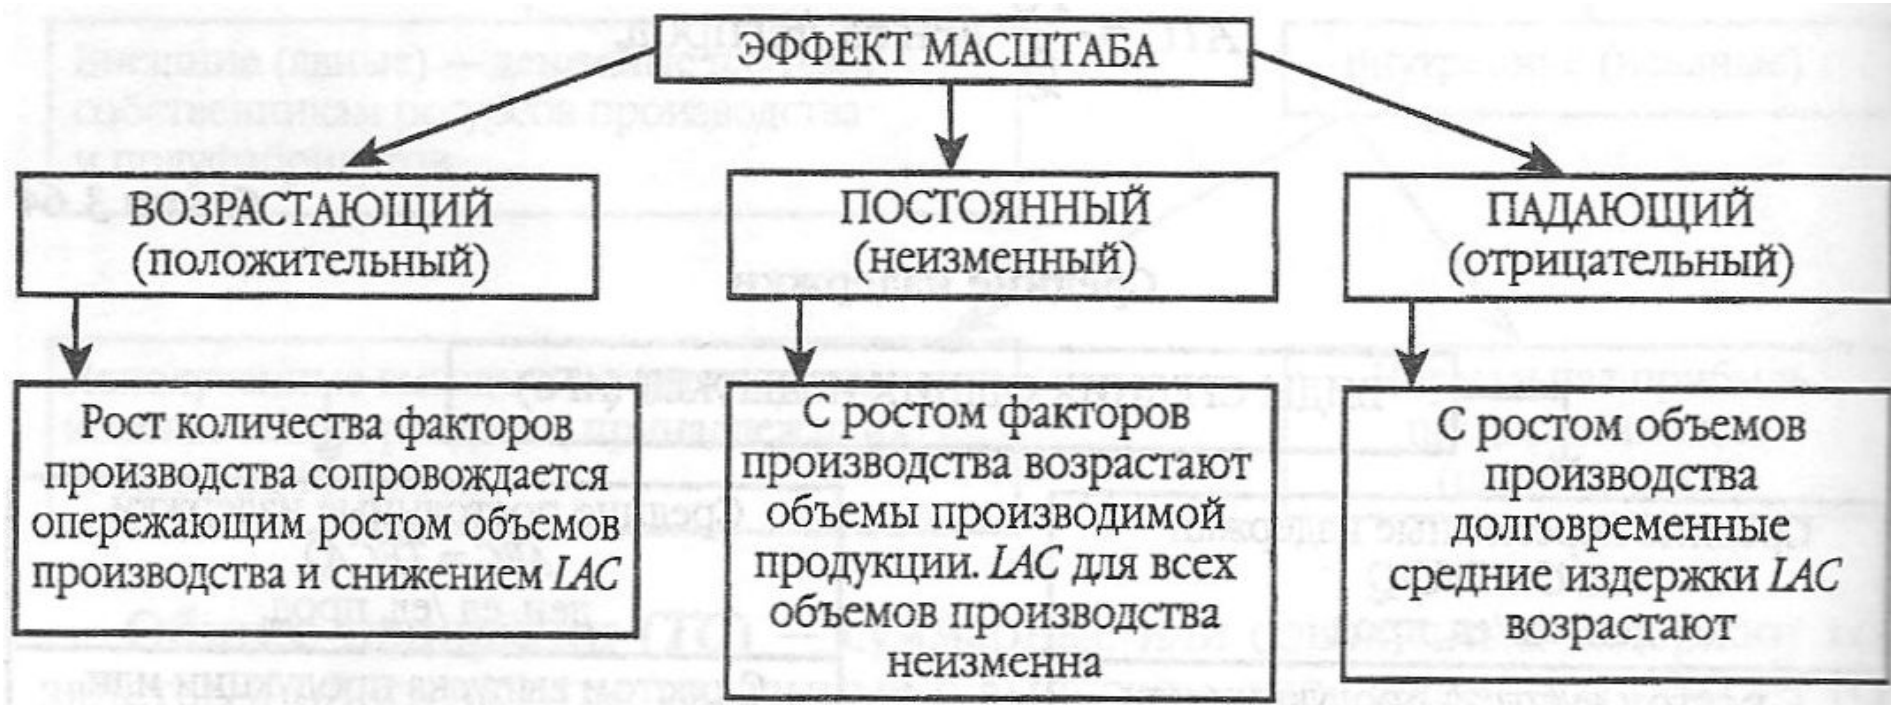 ЭФФЕКТ МАСШТАБА
ВОЗРАСТАЮЩИЙ
(положительный)
ПОСТОЯННЫЙ
(неизменный)
ПАДАЮЩИЙ
(отрицательный)
Рост количества факторов
производства сопровождается
опережающим ростом объемов
производства и снижением LAC
С ростом факторов
производства возрастают
объемы производимой
продукции. LAC для всех
объемов производства
неизменна
С ростом объемов
производства
долговременные
средние издержки LAC
возрастают